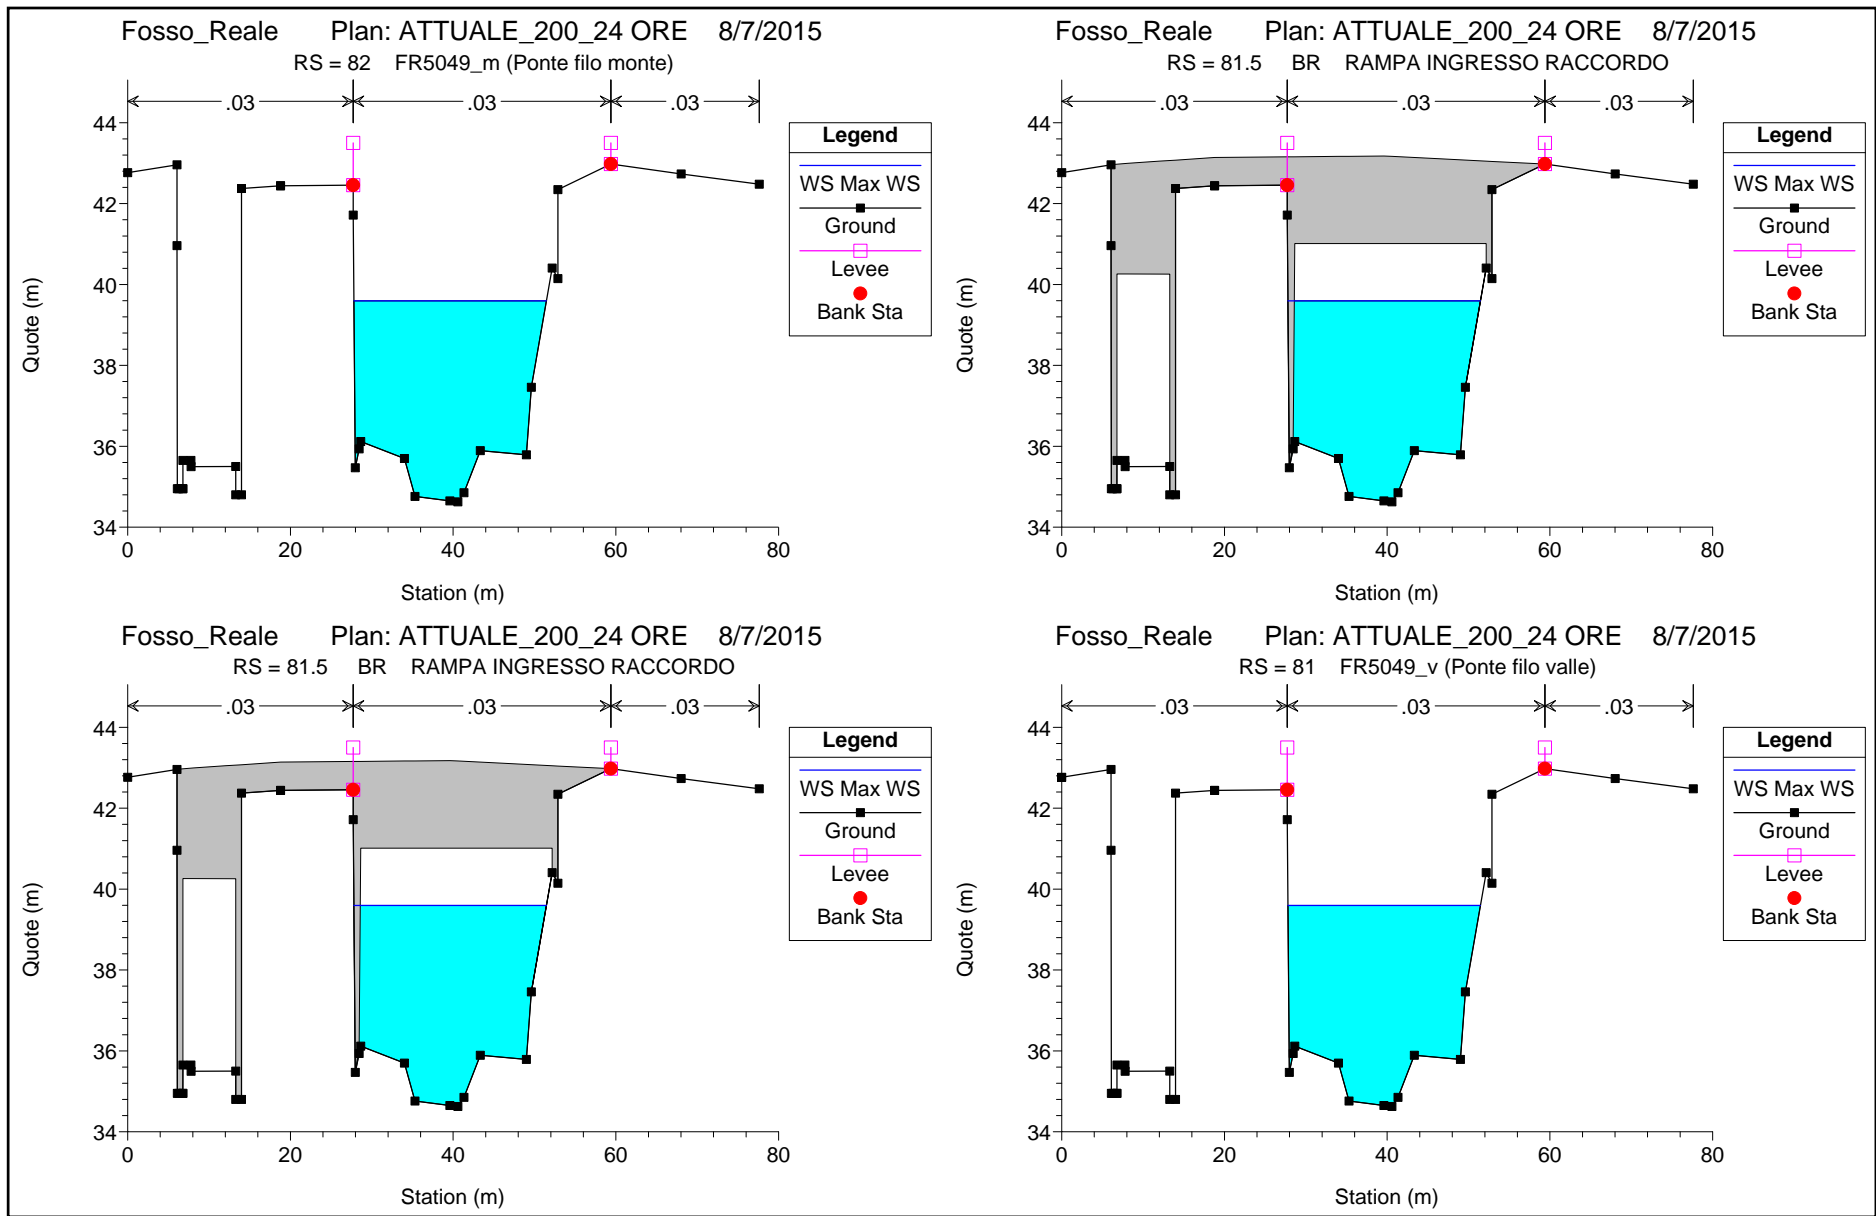 Fosso_Reale Plan: ATTUALE_200_24 ORE 8/7/2015
RS = 82 FR5049_m (Ponte filo monte)
.03 .03 .03
44
42
40
38
36
34
0 20 40 60 80
Quote (m)
Station (m)
Legend
WS Max WS
Ground
Levee
Bank Sta
Fosso_Reale Plan: ATTUALE_200_24 ORE 8/7/2015
RS = 81.5 BR RAMPA INGRESSO RACCORDO
.03 .03 .03
44
42
40
38
36
34
0 20 40 60 80
Quote (m)
Station (m)
Legend
WS Max WS
Ground
Levee
Bank Sta
Fosso_Reale Plan: ATTUALE_200_24 ORE 8/7/2015
RS = 81.5 BR RAMPA INGRESSO RACCORDO
.03 .03 .03
44
42
40
38
36
34
0 20 40 60 80
Quote (m)
Station (m)
Legend
WS Max WS
Ground
Levee
Bank Sta
Fosso_Reale Plan: ATTUALE_200_24 ORE 8/7/2015
RS = 81 FR5049_v (Ponte filo valle)
.03 .03 .03
44
42
40
38
36
34
0 20 40 60 80
Quote (m)
Station (m)
Legend
WS Max WS
Ground
Levee
Bank Sta